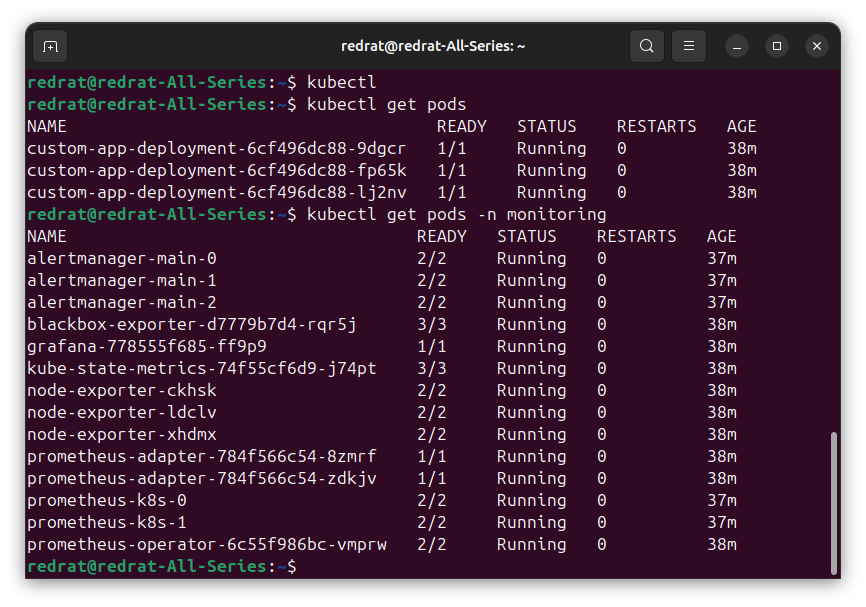 redrat@redrat-All-Series: ~
redrat@redrat-All-Series:~$ kubectl
redrat@redrat-All-Series:~$ kubectl get pods
NAME READY STATUS RESTARTS AGE
custom-app-deployment-6cf496dc88-9dgcr 1/1 Running 0 38m
custom-app-deployment-6cf496dc88-fp65k 1/1 Running 0 38m
custom-app-deployment-6cf496dc88-lj2nv 1/1 Running 0 38m
redrat@redrat-All-Series:~$ kubectl get pods -n monitoring
NAME READY STATUS RESTARTS AGE
alertmanager-main-0 2/2 Running 0 37m
alertmanager-main-1 2/2 Running 0 37m
alertmanager-main-2 2/2 Running 0 37m
blackbox-exporter-d7779b7d4-rqr5j 3/3 Running 0 38m
grafana-778555f685-ff9p9 1/1 Running 0 38m
kube-state-metrics-74f55cf6d9-j74pt 3/3 Running 0 38m
node-exporter-ckhsk 2/2 Running 0 38m
node-exporter-ldclv 2/2 Running 0 38m
node-exporter-xhdmx 2/2 Running 0 38m
prometheus-adapter-784f566c54-8zmrf 1/1 Running 0 38m
prometheus-adapter-784f566c54-zdkjv 1/1 Running 0 38m
prometheus-k8s-0 2/2 Running 0 37m
prometheus-k8s-1 2/2 Running 0 37m
prometheus-operator-6c55f986bc-vmprw 2/2 Running 0 38m
redrat@redrat-All-Series:~$